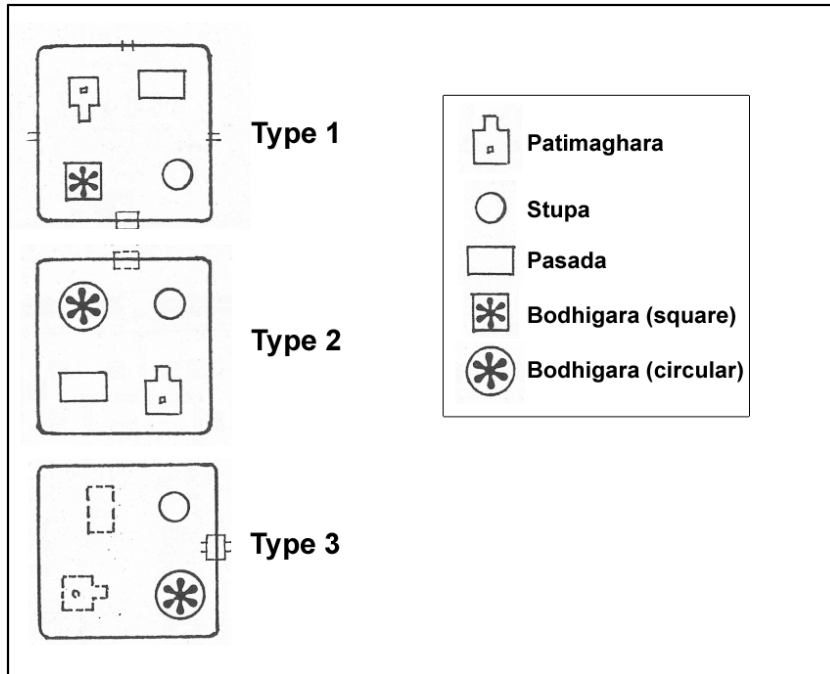 Type 1
Type 2
Type 3
Patimaghara
Stupa
Pasada
Bodhigara (square)
Bodhigara (circular)